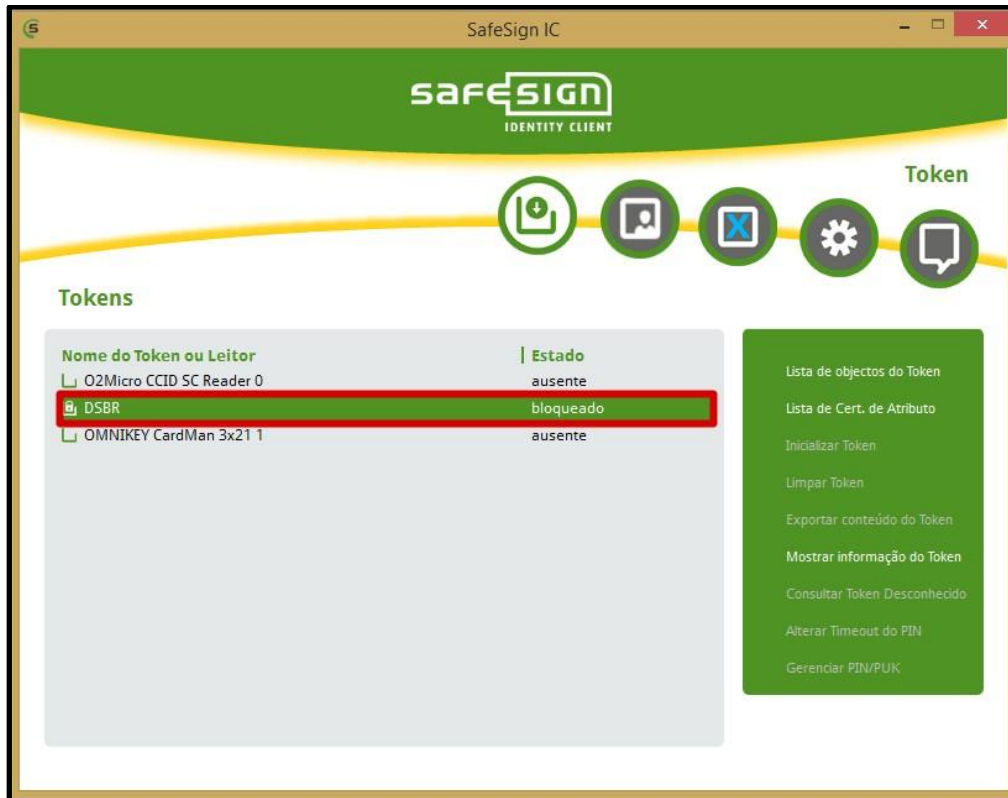 SafeSign IC
safesign
IDENTITY CLIENT
Token
Tokens
Nome do Token ou Leitor Estado
O2Micro CCID SC Reader 0 ausente
DSBR bloqueado
OMNIKEY CardMan 3x21 1 ausente
Lista de objectos do Token
Lista de Cert. de Atributo
Inicializar Token
Limpar Token
Exportar conteúdo do Token
Mostrar informação do Token
Consultar Token Desconhecido
Alterar Timeout do PIN
Gerenciar PIN/PUK